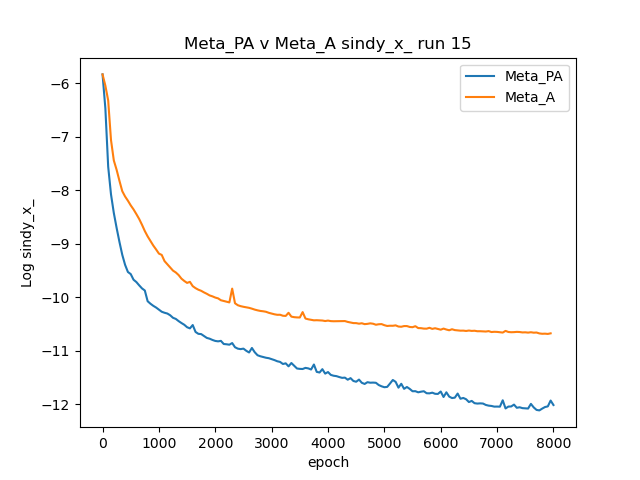 Meta_PA v Meta_A sindy_x_ run 15
Meta_PA
Meta_A
Log sindy_x_
−6
−7
−8
−9
−10
−11
−12
0 1000 2000 3000 4000 5000 6000 7000 8000
epoch